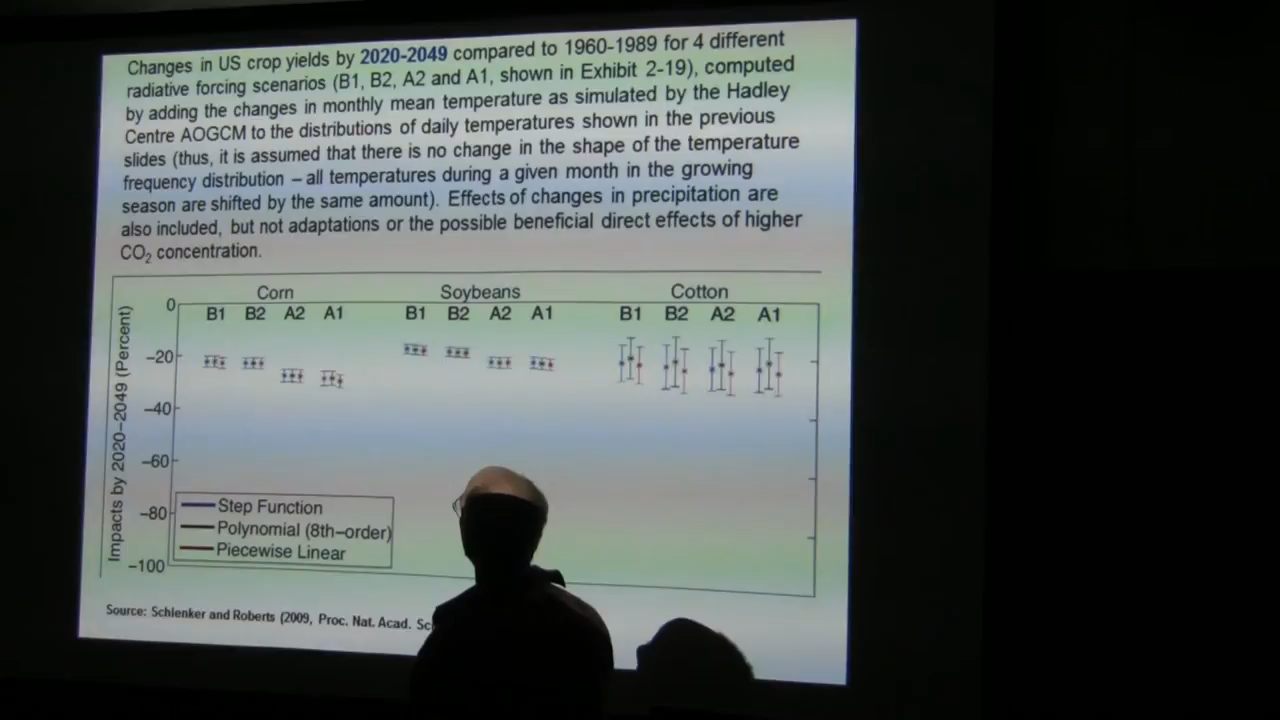 Changes in US crop yields by 2020-2049 compared to 1960-1989 for 4 different
radiative forcing scenarios (B1, B2, A2 and A1, shown in Exhibit 2-19), computed
by adding the changes in monthly mean temperature as simulated by the Hadley
Centre AOGCM to the distributions of daily temperatures shown in the previous
slides (thus, it is assumed that there is no change in the shape of the temperature
frequency distribution – all temperatures during a given month in the growing
season are shifted by the same amount). Effects of changes in precipitation are
also included, but not adaptations or the possible beneficial direct effects of higher
CO₂ concentration.
Corn Soybeans Cotton
B1 B2 A2 A1 B1 B2 A2 A1 B1 B2 A2 A1
Impacts by 2020–2049 (Percent)
0
–20
–40
–60
–80
–100
Step Function
Polynomial (8th–order)
Piecewise Linear
Source: Schlenker and Roberts (2009, Proc. Nat. Acad. Sc